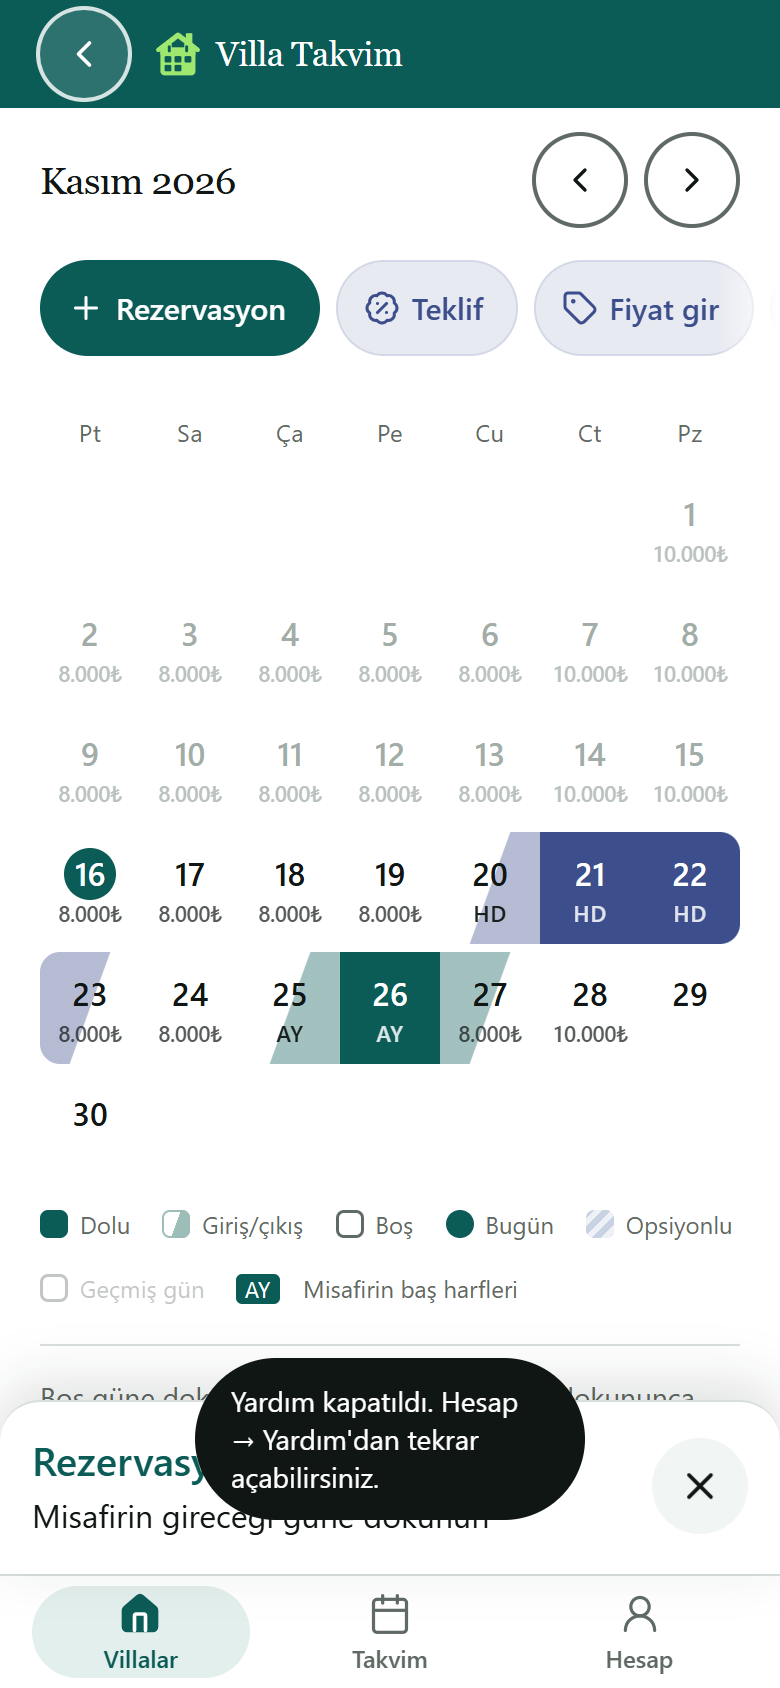 Villa Takvim
Kasım 2026
Rezervasyon Teklif Fiyat gir
Pt Sa Ça Pe Cu Ct Pz
1
10.000₺
2 3 4 5 6 7 8
8.000₺ 8.000₺ 8.000₺ 8.000₺ 8.000₺ 10.000₺ 10.000₺
9 10 11 12 13 14 15
8.000₺ 8.000₺ 8.000₺ 8.000₺ 8.000₺ 10.000₺ 10.000₺
16 17 18 19 20 21 22
8.000₺ 8.000₺ 8.000₺ 8.000₺ HD HD HD
23 24 25 26 27 28 29
8.000₺ 8.000₺ AY AY 8.000₺ 10.000₺
30
Dolu Giriş/çıkış Boş Bugün Opsiyonlu
Geçmiş gün AY Misafirin baş harfleri
Boş güne
Yardım kapatıldı. Hesap
→ Yardım'dan tekrar
açabilirsiniz.
Misafirin gireceği güne dokunun
Villalar Takvim Hesap